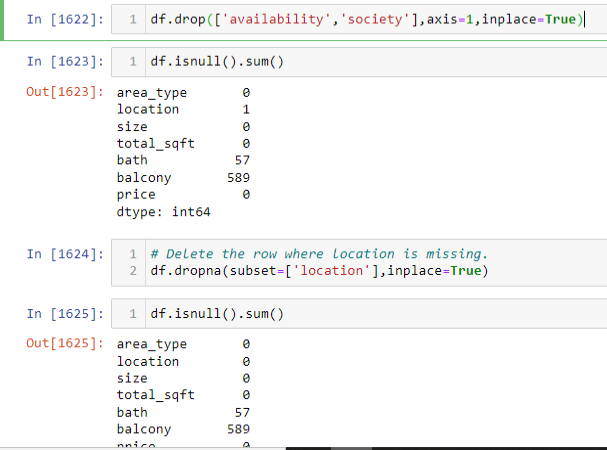 In [1622]: 1 df.drop(['availability','society'],axis=1,inplace=True)
In [1623]: 1 df.isnull().sum()
Out[1623]: area_type 0
location 1
size 0
total_sqft 0
bath 57
balcony 589
price 0
dtype: int64
In [1624]: 1 # Delete the row where location is missing.
2 df.dropna(subset=['location'],inplace=True)
In [1625]: 1 df.isnull().sum()
Out[1625]: area_type 0
location 0
size 0
total_sqft 0
bath 57
balcony 589
price 0